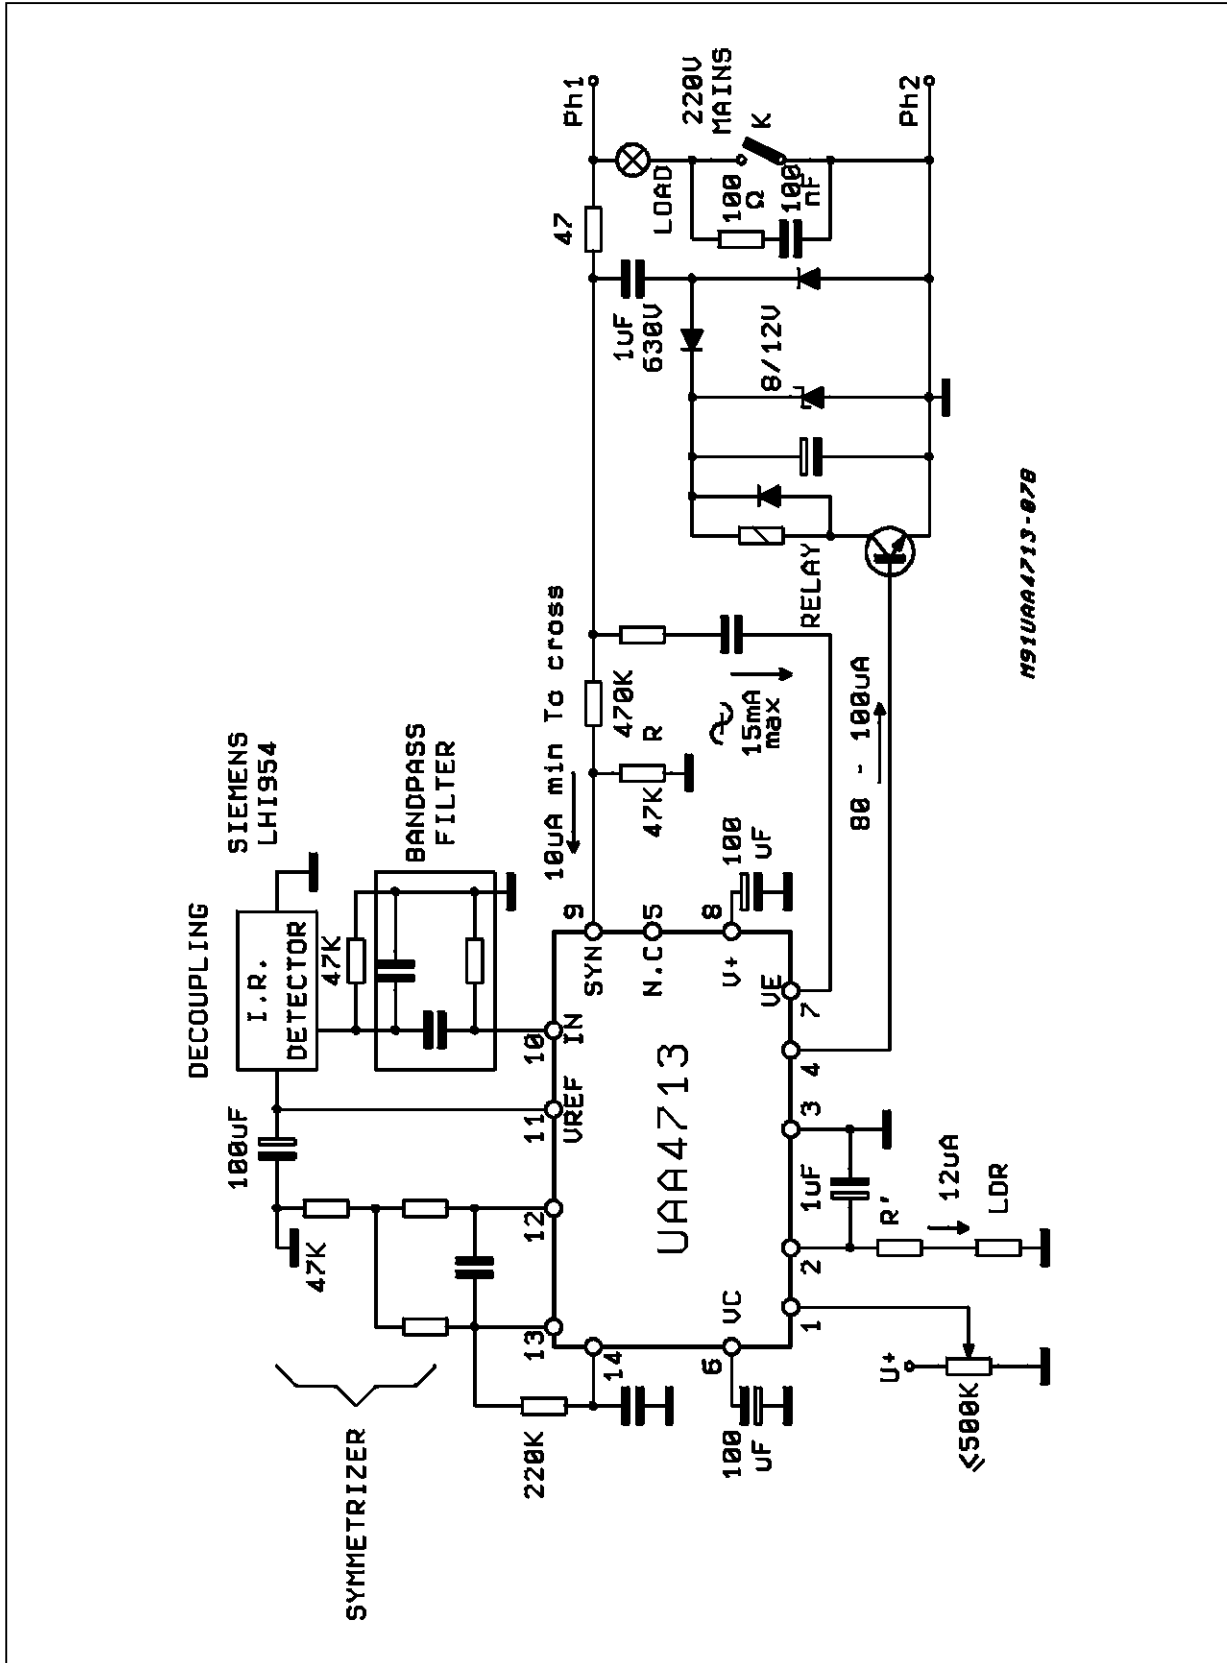 SIEMENS
LHI954
DECOUPLING
I.R.
DETECTOR
100uF
47K
BANDPASS
FILTER
47K
SYMMETRIZER
220K
10uA min To cross
47
Ph1
LOAD
220V
MAINS
K
100
Ω
100
nF
Ph2
1uF
630V
8/12V
RELAY
470K
47K
R
15mA
max
80 - 100uA
100
uF
9
SYN
5
N.C
8
V+
VE
7
10
IN
11
VREF
12
13
14
UAA4713
4
3
2
1
6
VC
100
uF
1uF
R'
12uA
LDR
V+
≤500K
M91UAA4713-07B